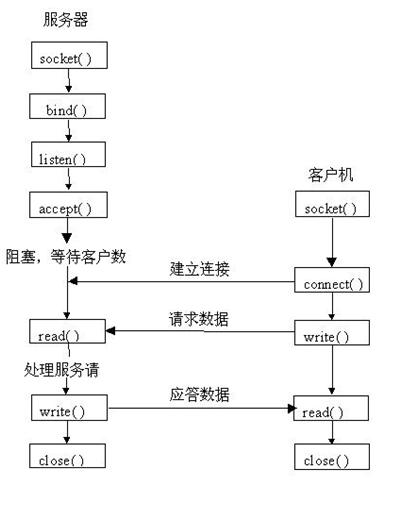 服务器
socket( )
bind( )
listen( )
accept( )
阻塞，等待客户数
read( )
处理服务请
write( )
close( )
建立连接
请求数据
应答数据
客户机
socket( )
connect( )
write( )
read( )
close( )